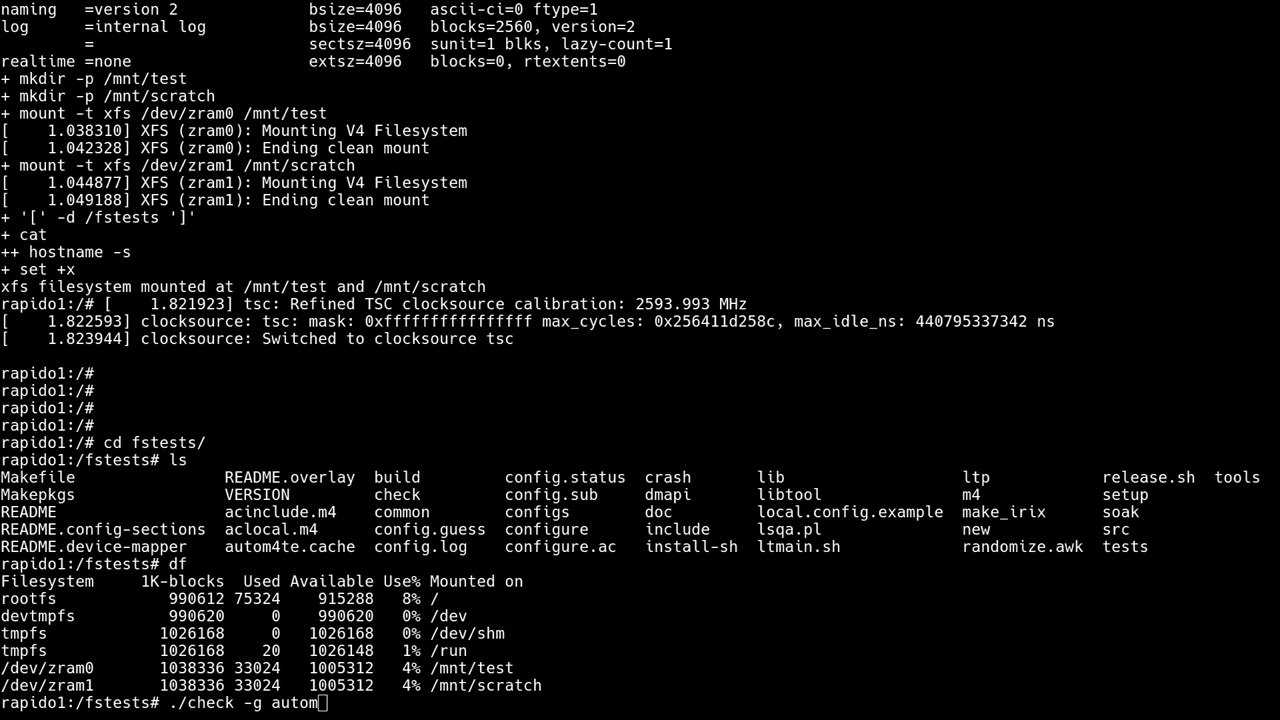 naming   =version 2              bsize=4096   ascii-ci=0 ftype=1
log      =internal log           bsize=4096   blocks=2560, version=2
         =                       sectsz=4096  sunit=1 blks, lazy-count=1
realtime =none                   extsz=4096   blocks=0, rtextents=0
+ mkdir -p /mnt/test
+ mkdir -p /mnt/scratch
+ mount -t xfs /dev/zram0 /mnt/test
[    1.038310] XFS (zram0): Mounting V4 Filesystem
[    1.042328] XFS (zram0): Ending clean mount
+ mount -t xfs /dev/zram1 /mnt/scratch
[    1.044877] XFS (zram1): Mounting V4 Filesystem
[    1.049188] XFS (zram1): Ending clean mount
+ '[' -d /fstests ']'
+ cat
++ hostname -s
+ set +x
xfs filesystem mounted at /mnt/test and /mnt/scratch
rapido1:/# [    1.821923] tsc: Refined TSC clocksource calibration: 2593.993 MHz
[    1.822593] clocksource: tsc: mask: 0xffffffffffffffff max_cycles: 0x256411d258c, max_idle_ns: 440795337342 ns
[    1.823944] clocksource: Switched to clocksource tsc

rapido1:/#
rapido1:/#
rapido1:/#
rapido1:/#
rapido1:/# cd fstests/
rapido1:/fstests# ls
Makefile                README.overlay  build         config.status  crash       lib                   ltp            release.sh  tools
Makepkgs                VERSION         check         config.sub     dmapi       libtool               m4             setup
README                  acinclude.m4    common        configs        doc         local.config.example  make_irix      soak
README.config-sections  aclocal.m4      config.guess  configure      include     lsqa.pl               new            src
README.device-mapper    autom4te.cache  config.log    configure.ac   install-sh  ltmain.sh             randomize.awk  tests
rapido1:/fstests# df
Filesystem     1K-blocks  Used Available Use% Mounted on
rootfs            990612 75324    915288   8% /
devtmpfs          990620     0    990620   0% /dev
tmpfs            1026168     0   1026168   0% /dev/shm
tmpfs            1026168    20   1026148   1% /run
/dev/zram0       1038336 33024   1005312   4% /mnt/test
/dev/zram1       1038336 33024   1005312   4% /mnt/scratch
rapido1:/fstests# ./check -g autom